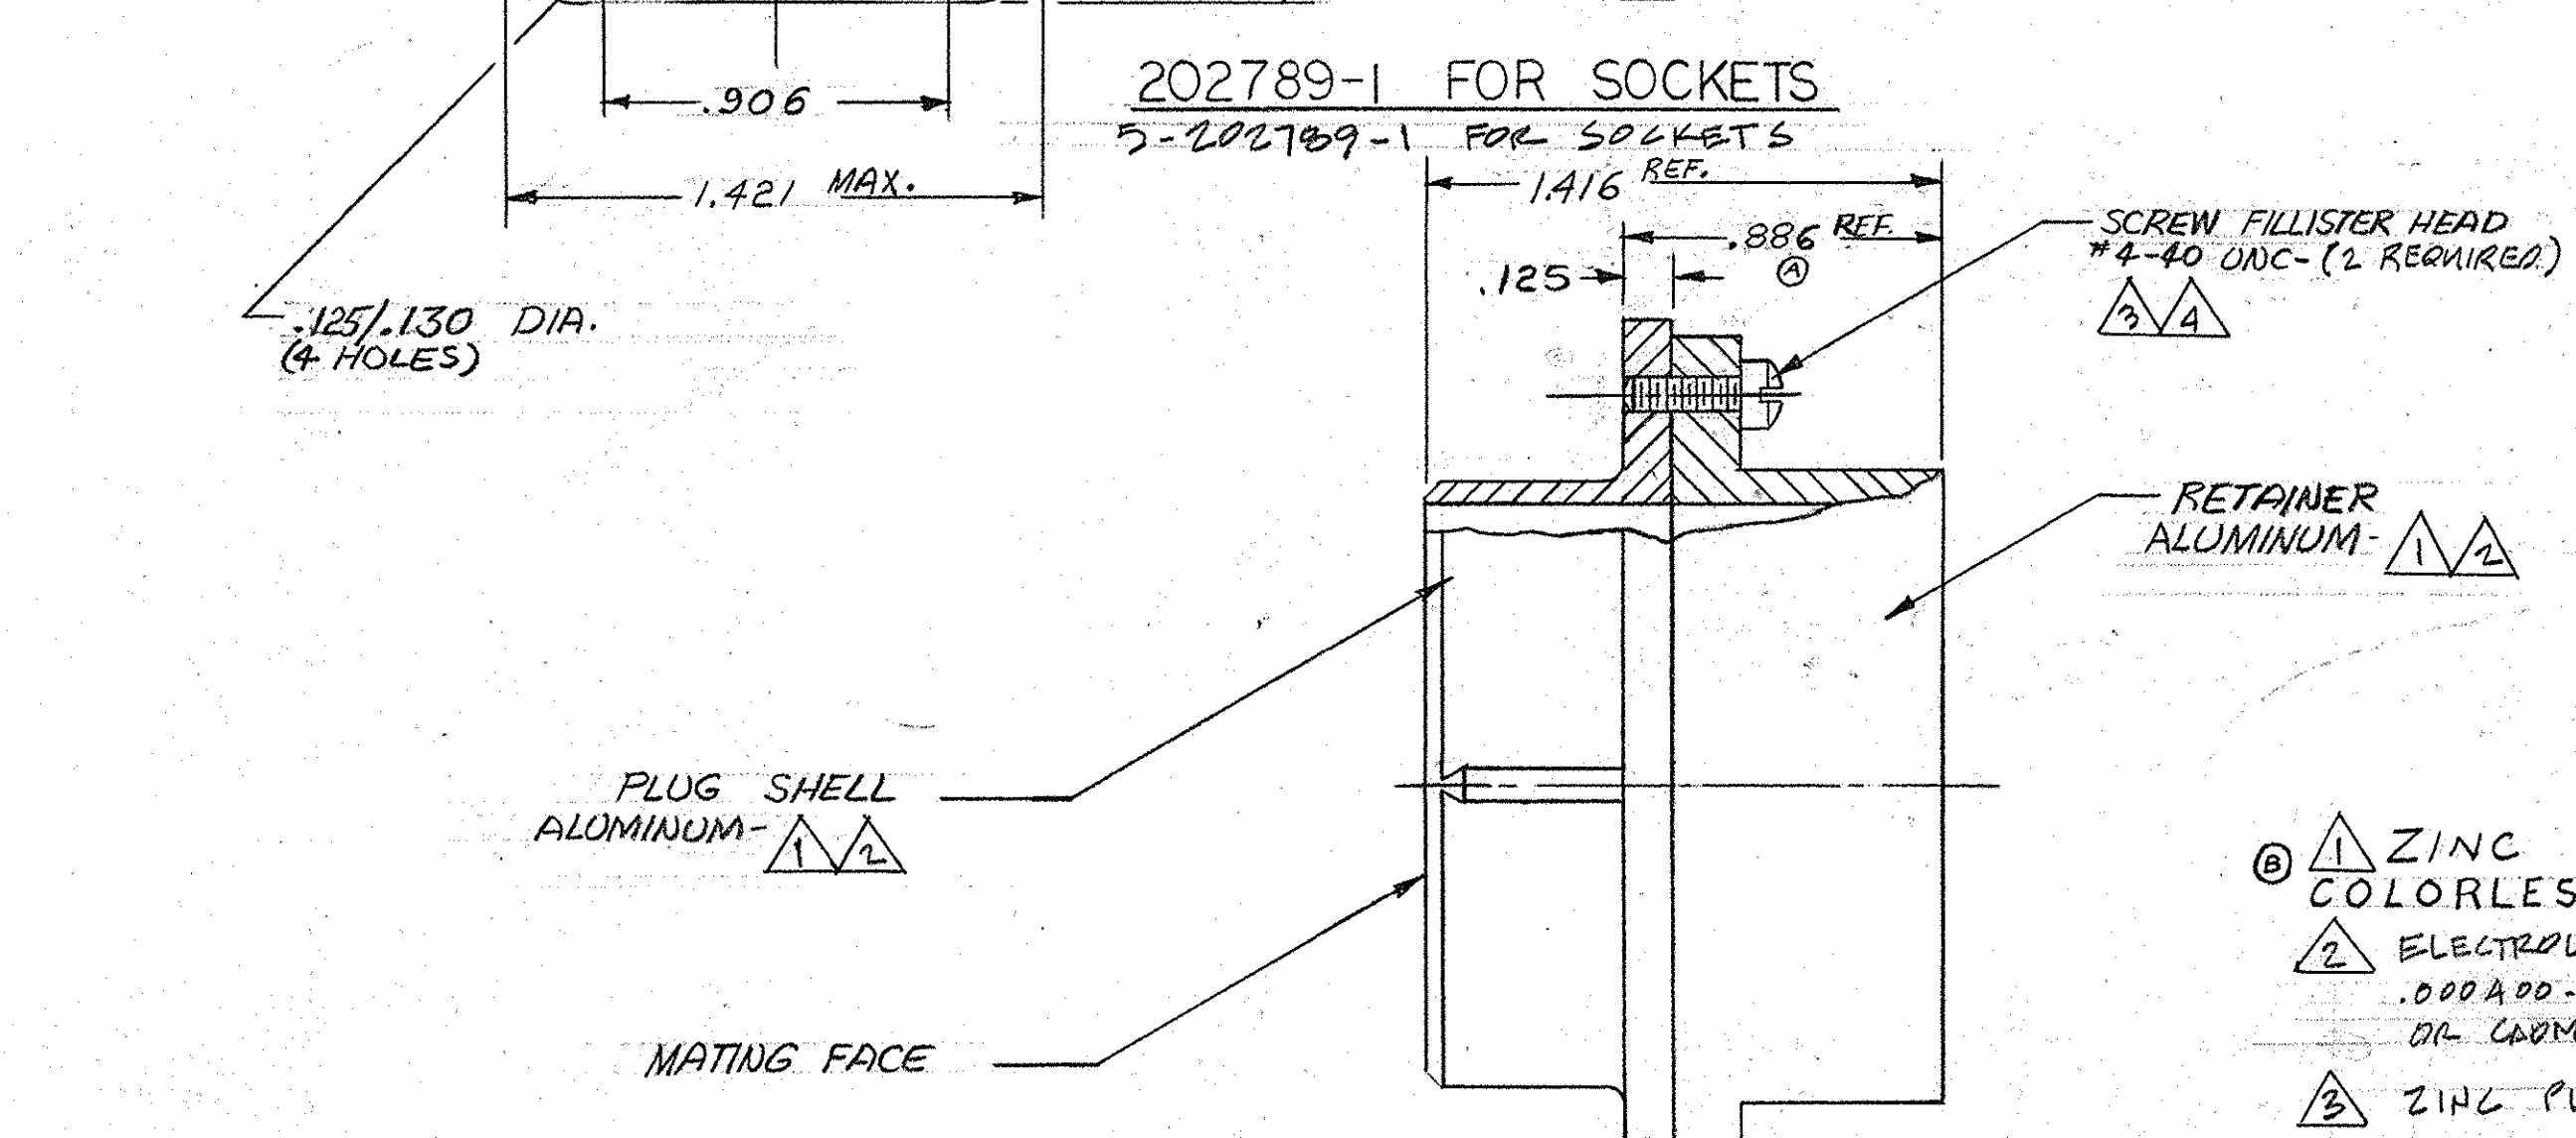 .906
1.421 MAX.
.125/.130 DIA.
(4 HOLES)
202789-1 FOR SOCKETS
5-202789-1 FOR SOCKETS
1.416 REF.
.886 REF.
A
.125
SCREW FILLISTER HEAD
#4-40 UNC-(2 REQUIRED)
3 4
RETAINER
ALUMINUM- 1 2
PLUG SHELL
ALUMINUM- 1 2
MATING FACE
B 1 ZINC
COLORLES
2
.000400-
OR
3 ZINC